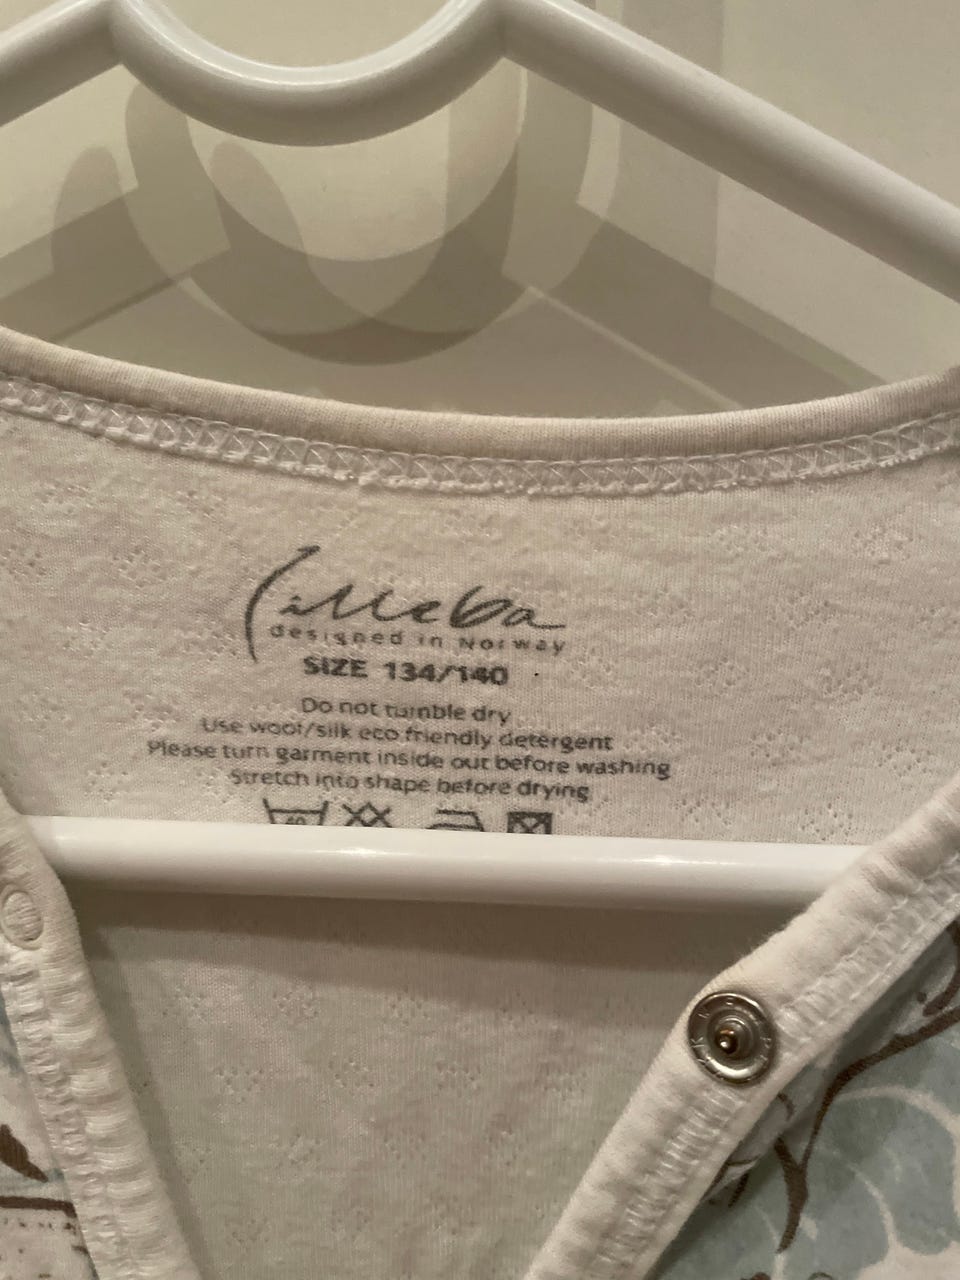 Lilleba
designed in Norway
SIZE 134/140
Do not tumble dry
Use wool/silk eco friendly detergent
Please turn garment inside out before washing
Stretch into shape before drying